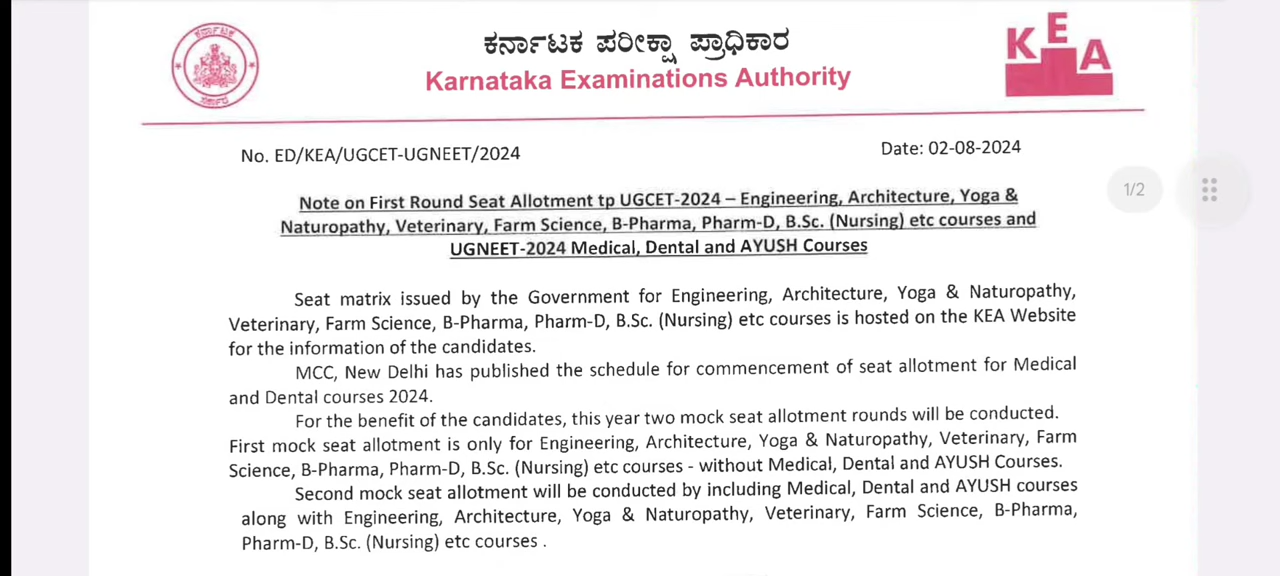 ಕರ್ನಾಟಕ ಪರೀಕ್ಷಾ ಪ್ರಾಧಿಕಾರ
Karnataka Examinations Authority
KEA
No. ED/KEA/UGCET-UGNEET/2024
Date: 02-08-2024
1/2
Note on First Round Seat Allotment tp UGCET-2024 – Engineering, Architecture, Yoga &
Naturopathy, Veterinary, Farm Science, B-Pharma, Pharm-D, B.Sc. (Nursing) etc courses and
UGNEET-2024 Medical, Dental and AYUSH Courses
Seat matrix issued by the Government for Engineering, Architecture, Yoga & Naturopathy,
Veterinary, Farm Science, B-Pharma, Pharm-D, B.Sc. (Nursing) etc courses is hosted on the KEA Website
for the information of the candidates.
MCC, New Delhi has published the schedule for commencement of seat allotment for Medical
and Dental courses 2024.
For the benefit of the candidates, this year two mock seat allotment rounds will be conducted.
First mock seat allotment is only for Engineering, Architecture, Yoga & Naturopathy, Veterinary, Farm
Science, B-Pharma, Pharm-D, B.Sc. (Nursing) etc courses - without Medical, Dental and AYUSH Courses.
Second mock seat allotment will be conducted by including Medical, Dental and AYUSH courses
along with Engineering, Architecture, Yoga & Naturopathy, Veterinary, Farm Science, B-Pharma,
Pharm-D, B.Sc. (Nursing) etc courses .